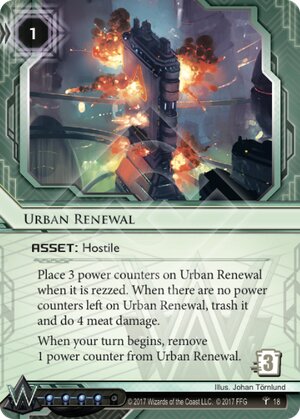 1
URBAN RENEWAL
ASSET: Hostile
Place 3 power counters on Urban Renewal
when it is rezzed. When there are no power
counters left on Urban Renewal, trash it
and do 4 meat damage.
When your turn begins, remove
1 power counter from Urban Renewal.
3
Illus. Johan Törnlund
© 2017 Wizards of the Coast LLC. © 2017 FFG
18